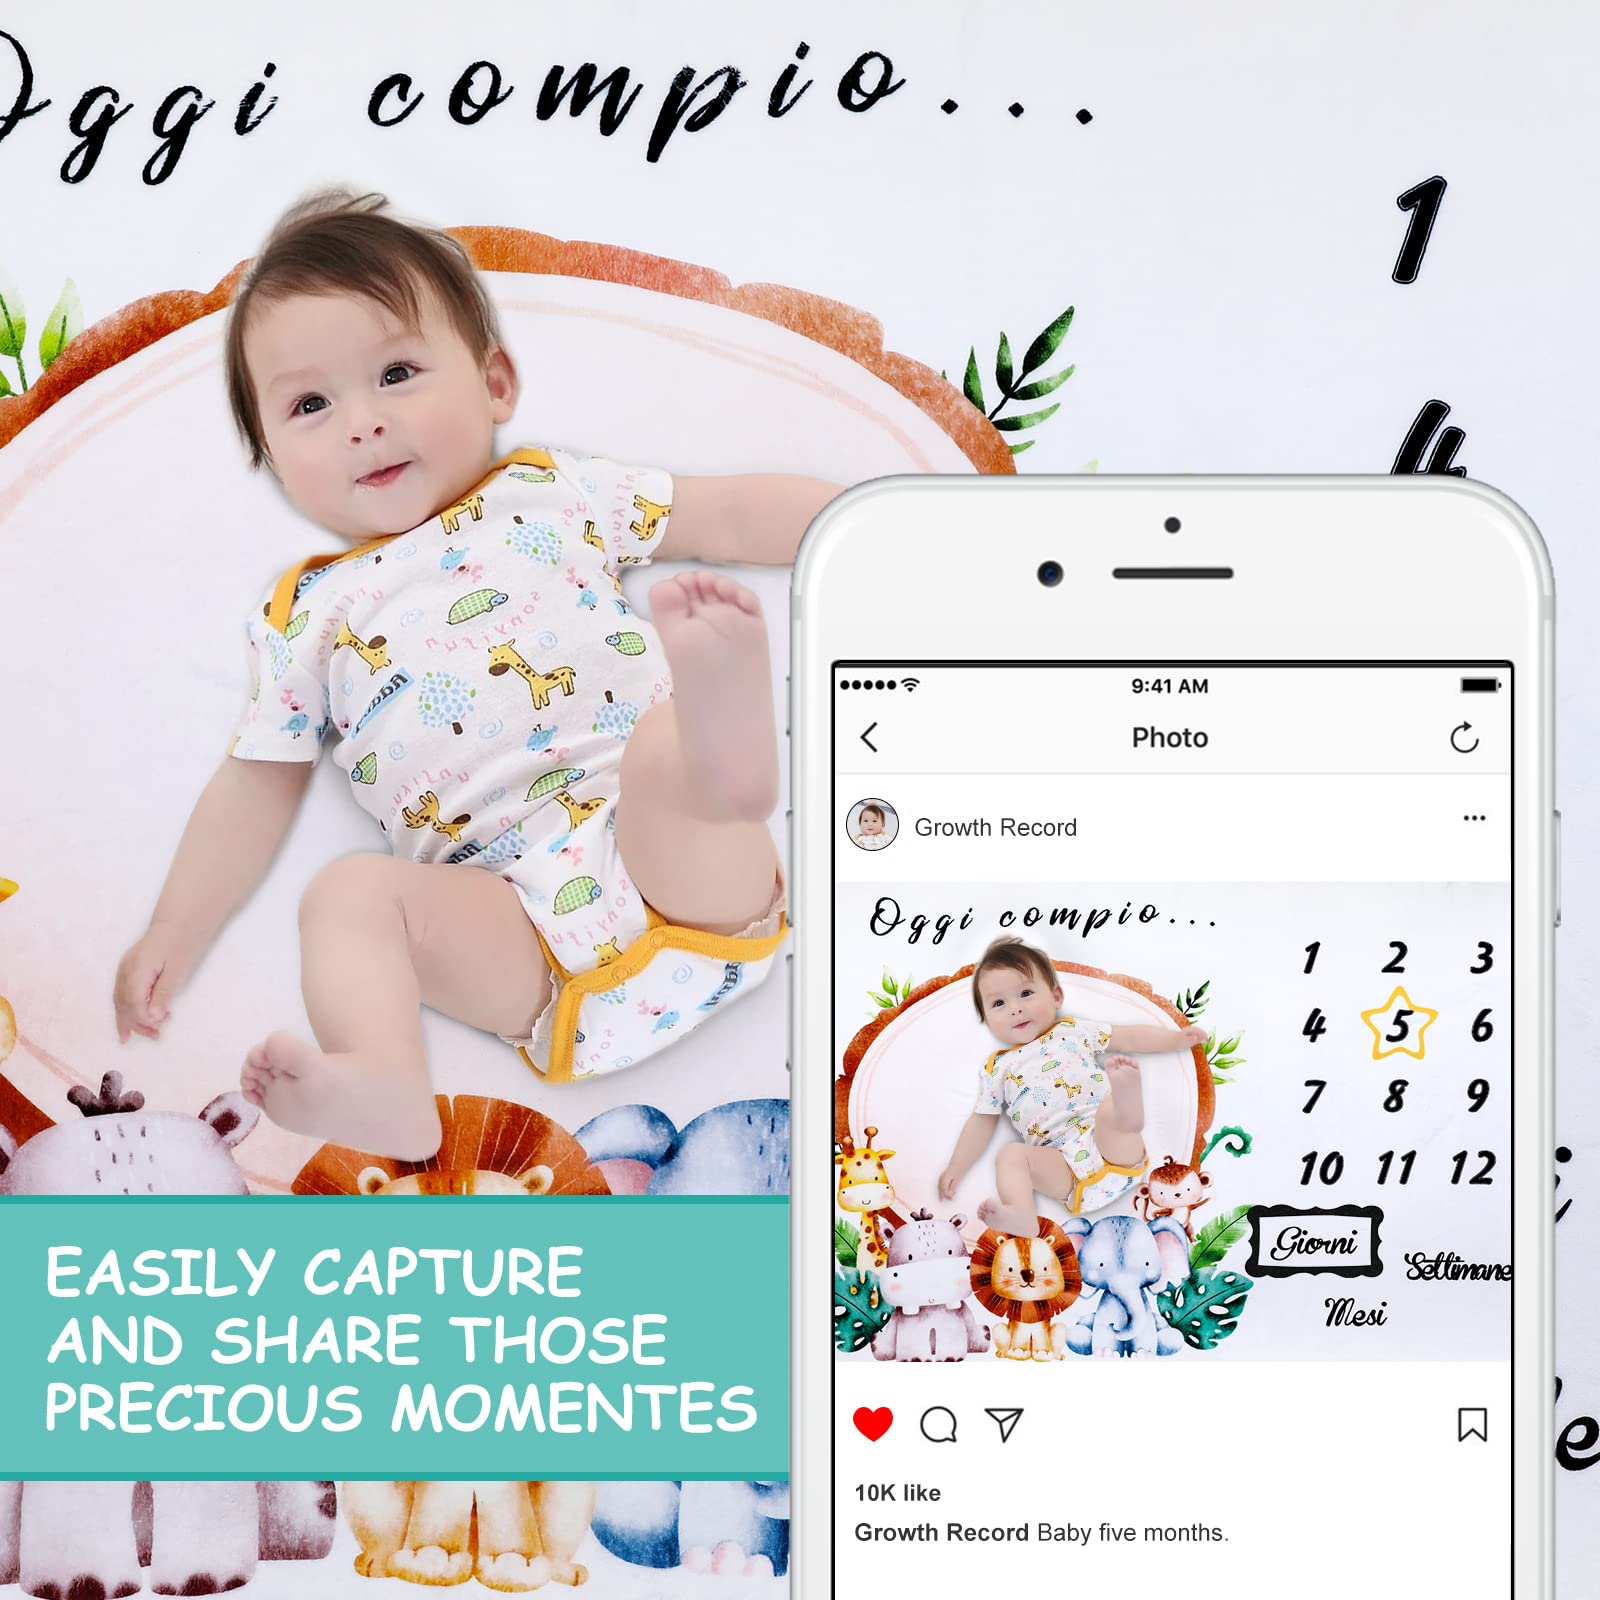 Oggi compio...
1
4
EASILY CAPTURE
AND SHARE THOSE
PRECIOUS MOMENTES
9:41 AM
Photo
Growth Record
Oggi compio...
1 2 3
4 5 6
7 8 9
10 11 12
Giorni
Settimane
Mesi
10K like
Growth Record Baby five months.